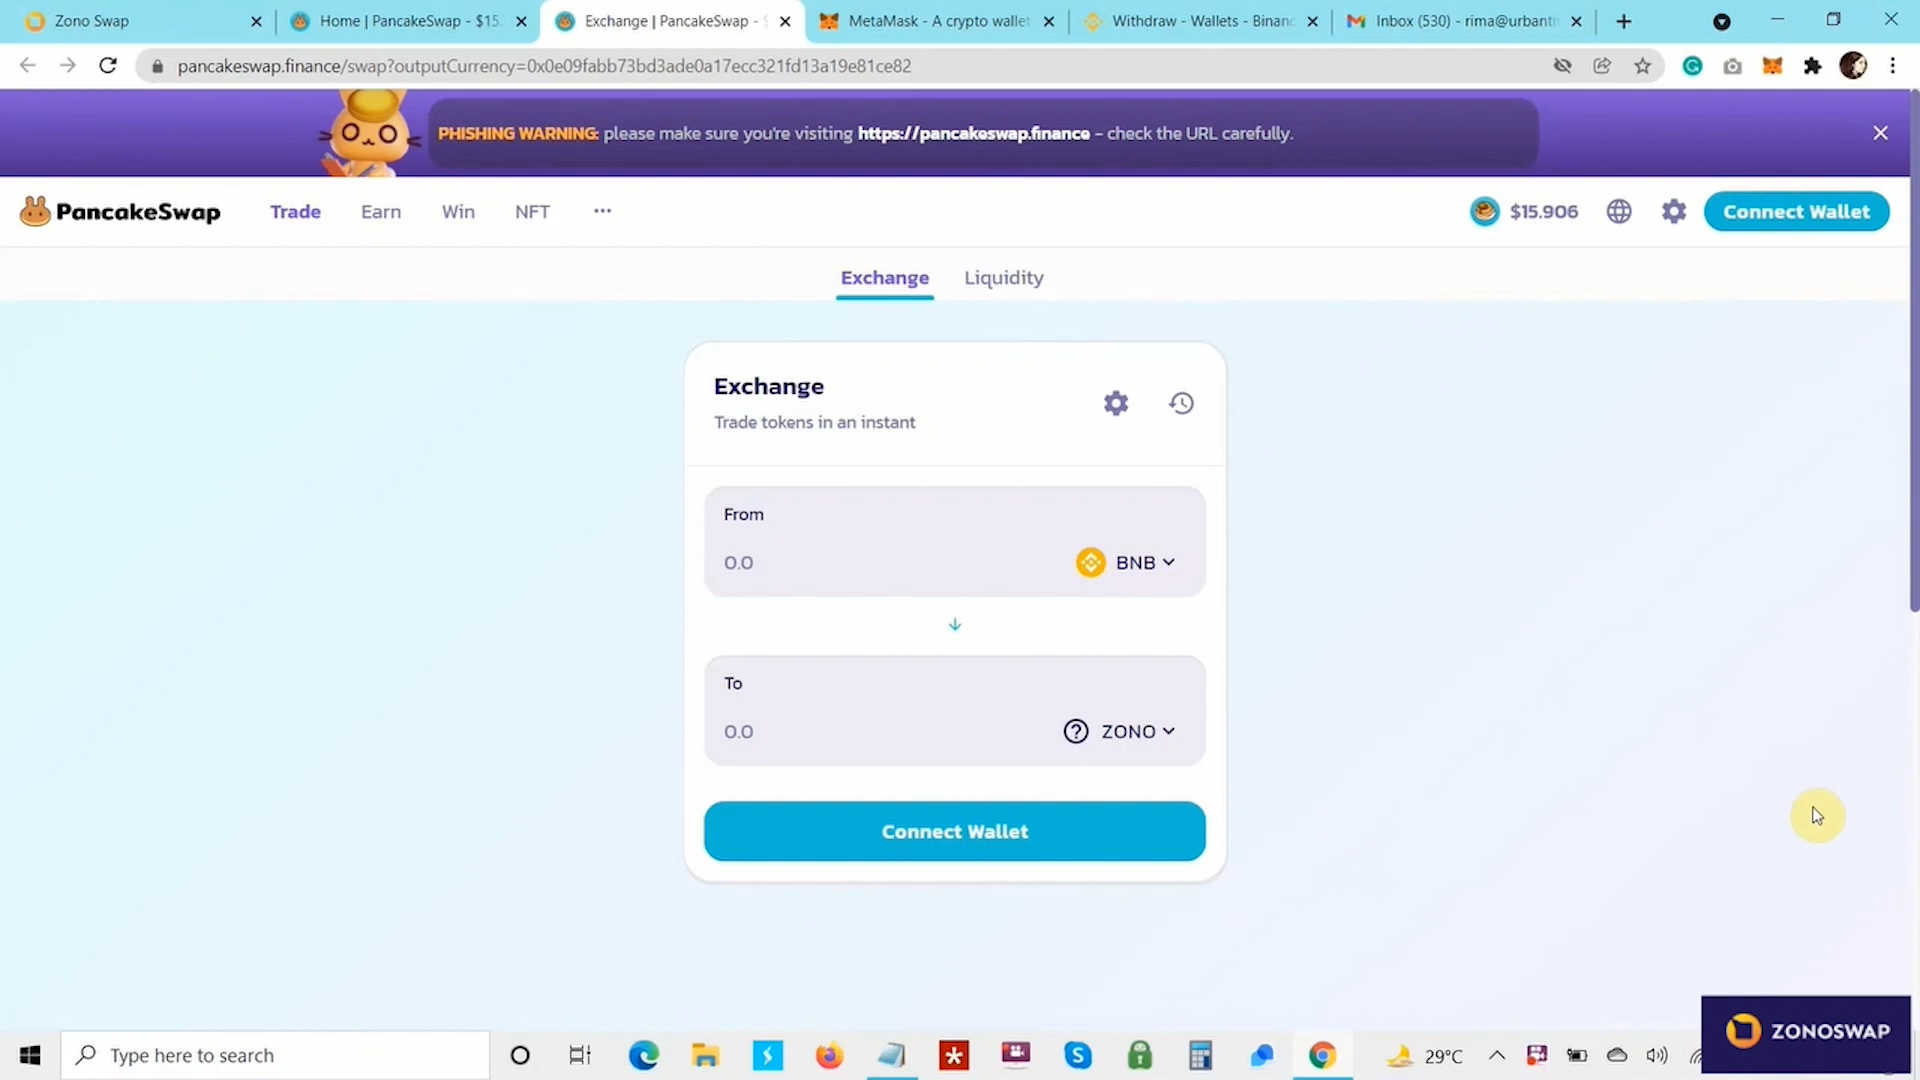 Zono Swap
Home | PancakeSwap - $15.
Exchange | PancakeSwap - $
MetaMask - A crypto wallet
Withdraw - Wallets - Binanc
Inbox (530) - rima@urbanti
pancakeswap.finance/swap?outputCurrency=0x0e09fabb73bd3ade0a17ecc321fd13a19e81ce82
PHISHING WARNING: please make sure you're visiting https://pancakeswap.finance - check the URL carefully.
PancakeSwap
Trade
Earn
Win
NFT
$15.906
Connect Wallet
Exchange
Liquidity
Exchange
Trade tokens in an instant
From
0.0
BNB
To
0.0
ZONO
Connect Wallet
ZONOSWAP
Type here to search
29°C